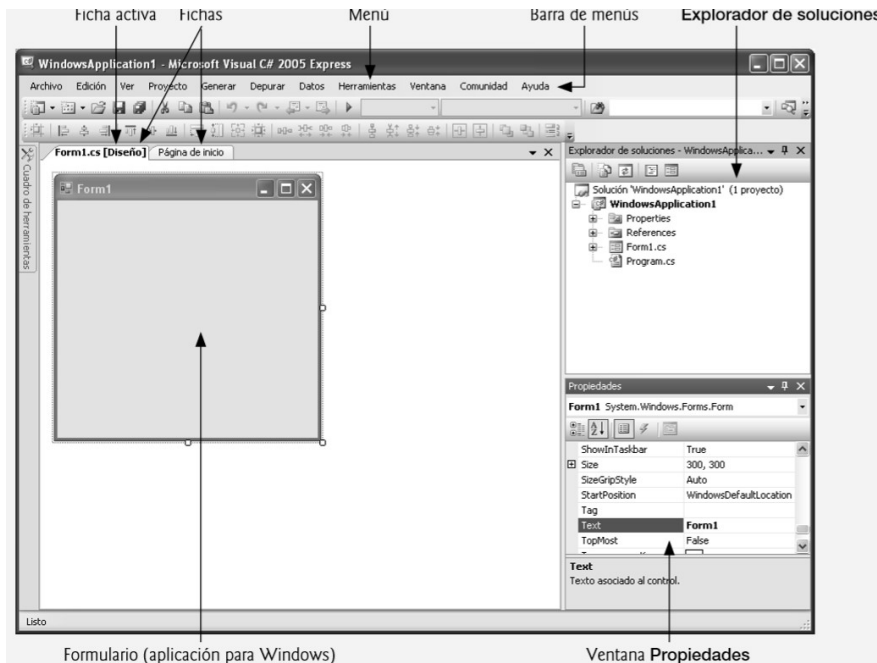 Ficha activa Fichas Menú Barra de menús Explorador de soluciones
WindowsApplication1 - Microsoft Visual C# 2005 Express
Archivo Edición Ver Proyecto Generar Depurar Datos Herramientas Ventana Comunidad Ayuda
Form1.cs [Diseño] Página de inicio
Cuadro de herramientas
Form1
Explorador de soluciones - WindowsApplica...
Solución 'WindowsApplication1' (1 proyecto)
WindowsApplication1
Properties
References
Form1.cs
Program.cs
Propiedades
Form1 System.Windows.Forms.Form
ShowInTaskbar True
Size 300, 300
SizeGripStyle Auto
StartPosition WindowsDefaultLocation
Tag
Text Form1
TopMost False
Text
Texto asociado al control.
Listo
Formulario (aplicación para Windows) Ventana Propiedades